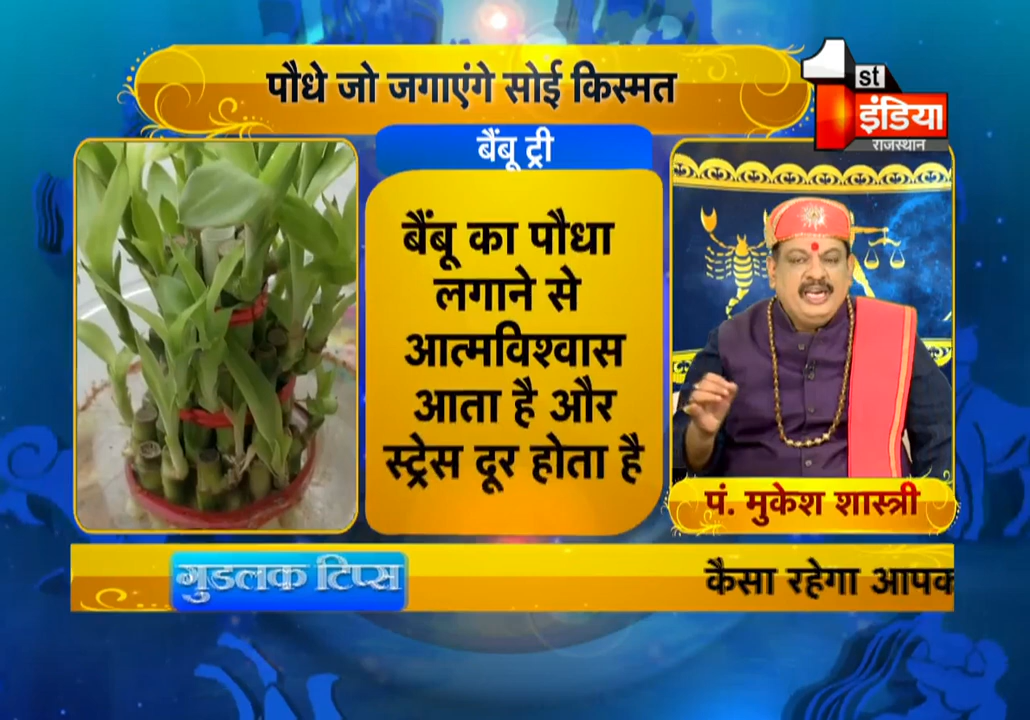 पौधे जो जगाएंगे सोई किस्मत
1st
इंडिया
राजस्थान
बैंबू ट्री
बैंबू का पौधा
लगाने से
आत्मविश्वास
आता है और
स्ट्रेस दूर होता है
पं. मुकेश शास्त्री
गुडलक टिप्स
कैसा रहेगा आपक